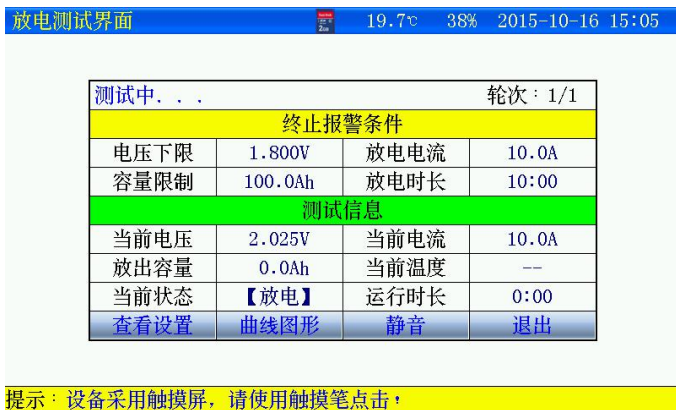 放电测试界面 19.7℃ 38% 2015-10-16 15:05
测试中... 轮次:1/1
终止报警条件
电压下限 1.800V 放电电流 10.0A
容量限制 100.0Ah 放电时长 10:00
测试信息
当前电压 2.025V 当前电流 10.0A
放出容量 0.0Ah 当前温度 --
当前状态 【放电】 运行时长 0:00
查看设置 曲线图形 静音 退出
提示:设备采用触摸屏,请使用触摸笔点击!